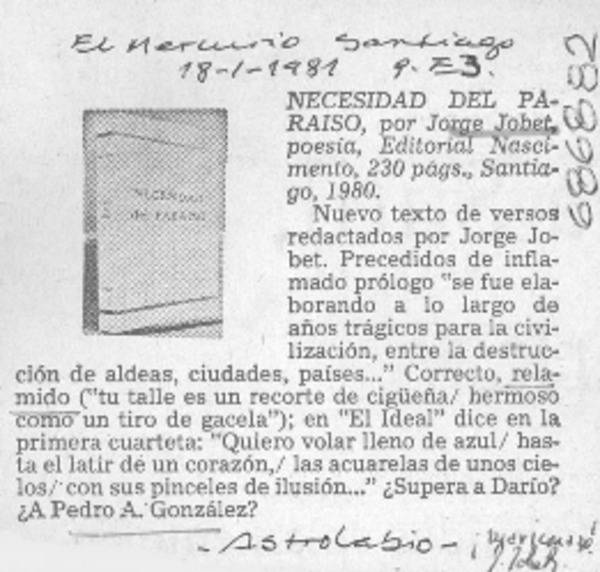 El Mercurio Santiago
18-1-1981 p. E3.
NECESIDAD DEL PA-
RAISO, por Jorge Jobet,
poesía, Editorial Nasci-
mento, 230 págs., Santia-
go, 1980.
Nuevo texto de versos
redactados por Jorge Jo-
bet. Precedidos de infla-
mado prólogo "se fue ela-
borando a lo largo de
años trágicos para la civi-
lización, entre la destruc-
ción de aldeas, ciudades, países..." Correcto, rela-
mido ("tu talle es un recorte de cigüeña/ hermoso
como un tiro de gacela"); en "El Ideal" dice en la
primera cuarteta: "Quiero volar lleno de azul/ has-
ta el latir de un corazón,/ las acuarelas de unos cie-
los/ con sus pinceles de ilusión..." ¿Supera a Darío?
¿A Pedro A. González?
- Astrolabio -
NECESIDAD
del PARAISO
686882